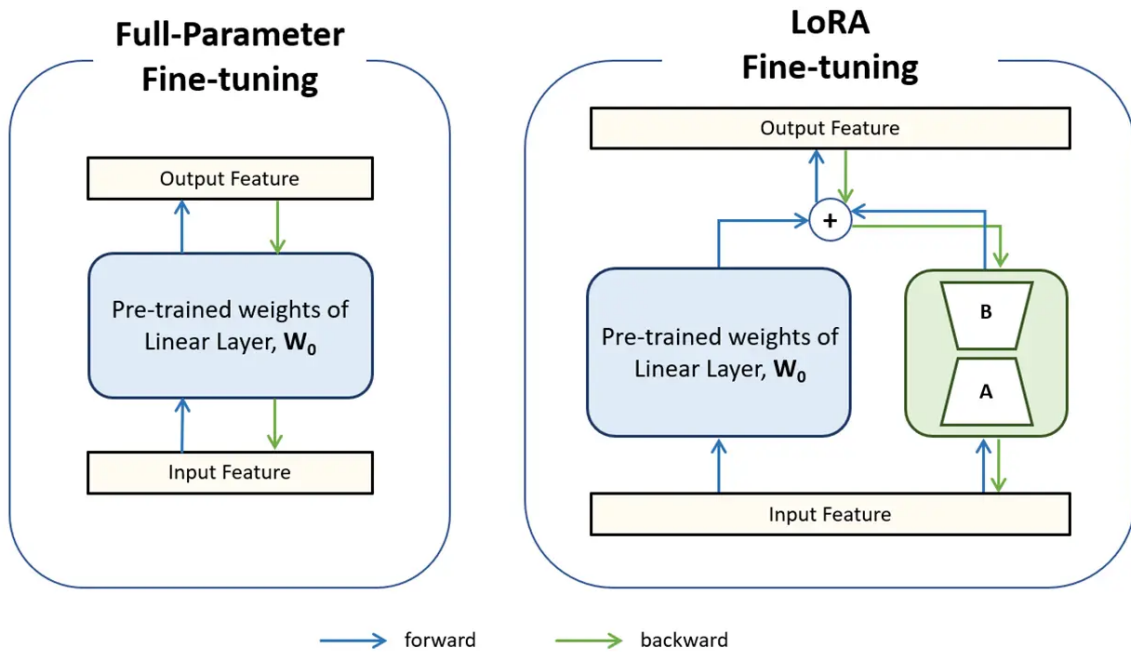 Full-Parameter
Fine-tuning
Output Feature
Pre-trained weights of
Linear Layer, W₀
Input Feature
LoRA
Fine-tuning
Output Feature
+
Pre-trained weights of
Linear Layer, W₀
B
A
Input Feature
forward
backward